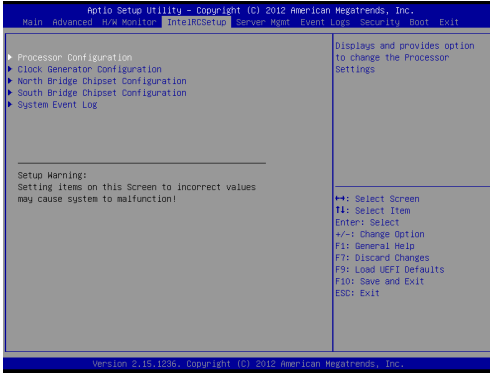 Aptio Setup Utility – Copyright (C) 2012 American Megatrends, Inc.
Main Advanced H/W Monitor IntelRCSetup Server Mgmt Event Logs Security Boot Exit
▶ Processor Configuration
▶ Clock Generator Configuration
▶ North Bridge Chipset Configuration
▶ South Bridge Chipset Configuration
▶ System Event Log
Setup Warning:
Setting items on this Screen to incorrect values
may cause system to malfunction!
Displays and provides option
to change the Processor
Settings
↔: Select Screen
↑↓: Select Item
Enter: Select
+/-: Change Option
F1: General Help
F7: Discard Changes
F9: Load UEFI Defaults
F10: Save and Exit
ESC: Exit
Version 2.15.1236. Copyright (C) 2012 American Megatrends, Inc.